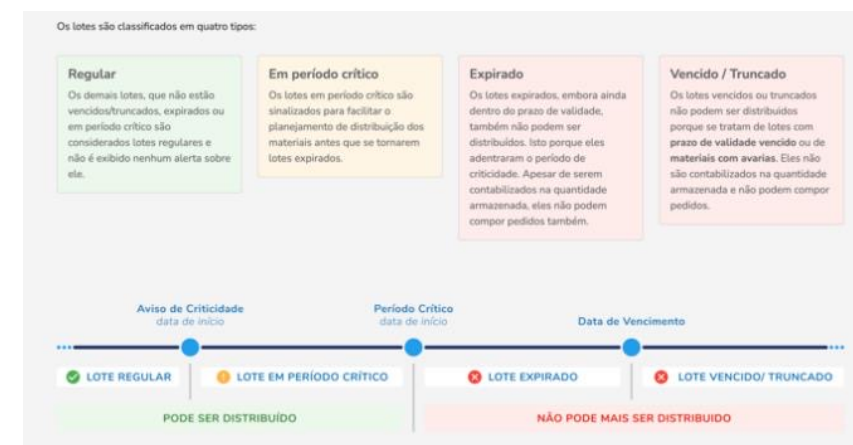 Os lotes são classificados em quatro tipos:
Regular
Os demais lotes, que não estão
vencidos/truncados, expirados ou
em período crítico são
considerados lotes regulares e
não é exibido nenhum alerta sobre
ele.
Em período crítico
Os lotes em período crítico são
sinalizados para facilitar o
planejamento de distribuição dos
materiais antes que se tornarem
lotes expirados.
Expirado
Os lotes expirados, embora ainda
dentro do prazo de validade,
também não podem ser
distribuídos. Isto porque eles
adentraram o período de
criticidade. Apesar de serem
contabilizados na quantidade
armazenada, eles não podem
compor pedidos também.
Vencido / Truncado
Os lotes vencidos ou truncados
não podem ser distribuidos
porque se tratam de lotes com
prazo de validade vencido ou de
materiais com avarias. Eles não
são contabilizados na quantidade
armazenada e não podem compor
pedidos.
Aviso de Criticidade
data de início
Período Crítico
data de início
Data de Vencimento
LOTE REGULAR
LOTE EM PERÍODO CRÍTICO
LOTE EXPIRADO
LOTE VENCIDO/ TRUNCADO
PODE SER DISTRIBUÍDO
NÃO PODE MAIS SER DISTRIBUIDO